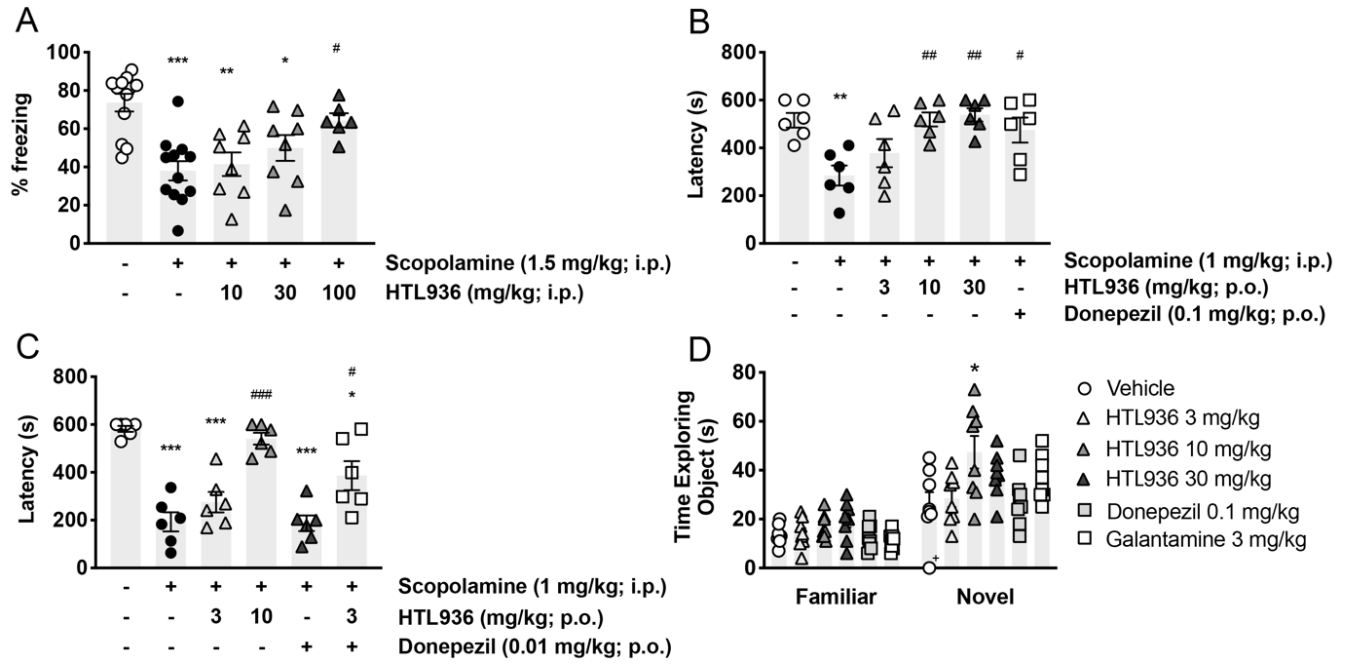 A
% freezing
100
80
60
40
20
0
***
**
*
#
- + + + + Scopolamine (1.5 mg/kg; i.p.)
- - 10 30 100 HTL936 (mg/kg; i.p.)
B
Latency (s)
800
600
400
200
0
**
##
##
#
- + + + + + Scopolamine (1 mg/kg; i.p.)
- - 3 10 30 - HTL936 (mg/kg; p.o.)
- - - - - + Donepezil (0.1 mg/kg; p.o.)
C
Latency (s)
800
600
400
200
0
***
***
###
***
#
*
- + + + + + Scopolamine (1 mg/kg; i.p.)
- - 3 10 - 3 HTL936 (mg/kg; p.o.)
- - - - + + Donepezil (0.01 mg/kg; p.o.)
D
Time Exploring
Object (s)
80
60
40
20
0
*
+
Familiar Novel
Vehicle
HTL936 3 mg/kg
HTL936 10 mg/kg
HTL936 30 mg/kg
Donepezil 0.1 mg/kg
Galantamine 3 mg/kg